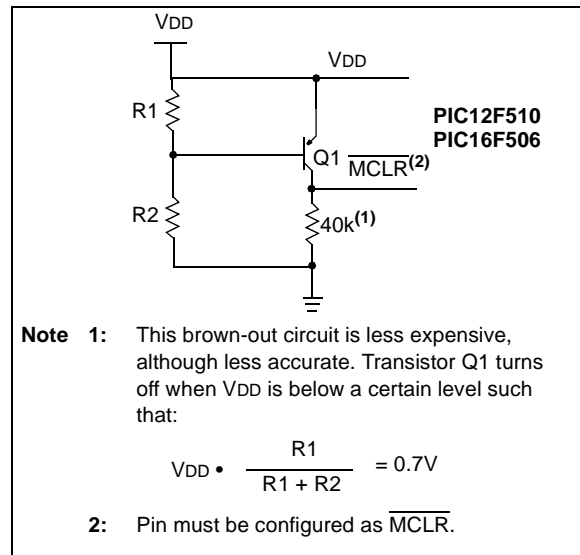 VDD
VDD
R1
PIC12F510
PIC16F506
Q1
MCLR(2)
R2
40k(1)
Note 1: This brown-out circuit is less expensive,
although less accurate. Transistor Q1 turns
off when VDD is below a certain level such
that:
VDD • R1 / R1 + R2 = 0.7V
2: Pin must be configured as MCLR.